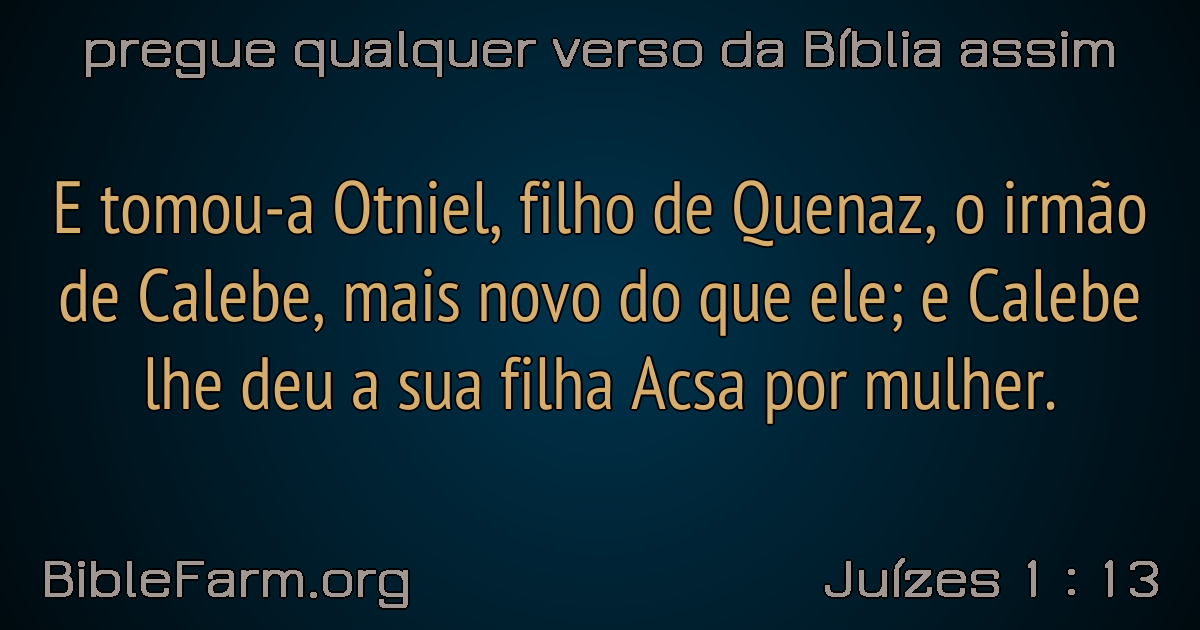 pregue qualquer verso da Bíblia assim
E tomou-a Otniel, filho de Quenaz, o irmão
de Calebe, mais novo do que ele; e Calebe
lhe deu a sua filha Acsa por mulher.
BibleFarm.org
Juízes 1 : 13